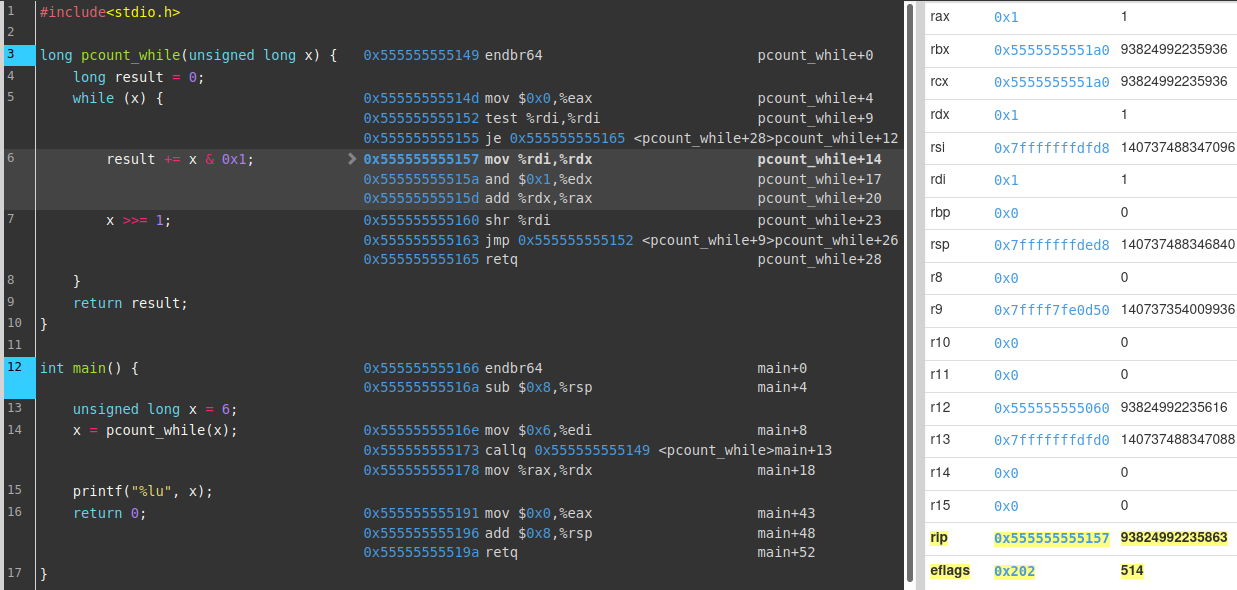 1 #include<stdio.h>
2
3 long pcount_while(unsigned long x) { 0x555555555149 endbr64 pcount_while+0
4 long result = 0;
5 while (x) { 0x55555555514d mov $0x0,%eax pcount_while+4
0x555555555152 test %rdi,%rdi pcount_while+9
0x555555555155 je 0x555555555165 <pcount_while+28>pcount_while+12
6 result += x & 0x1; 0x555555555157 mov %rdi,%rdx pcount_while+14
0x55555555515a and $0x1,%edx pcount_while+17
0x55555555515d add %rdx,%rax pcount_while+20
7 x >>= 1; 0x555555555160 shr %rdi pcount_while+23
0x555555555163 jmp 0x555555555152 <pcount_while+9>pcount_while+26
0x555555555165 retq pcount_while+28
8 }
9 return result;
10 }
11
12 int main() { 0x555555555166 endbr64 main+0
0x55555555516a sub $0x8,%rsp main+4
13 unsigned long x = 6;
14 x = pcount_while(x); 0x55555555516e mov $0x6,%edi main+8
0x555555555173 callq 0x555555555149 <pcount_while>main+13
0x555555555178 mov %rax,%rdx main+18
15 printf("%lu", x);
16 return 0; 0x555555555191 mov $0x0,%eax main+43
0x555555555196 add $0x8,%rsp main+48
0x55555555519a retq main+52
17 }
rax 0x1 1
rbx 0x5555555551a0 93824992235936
rcx 0x5555555551a0 93824992235936
rdx 0x1 1
rsi 0x7fffffffdfd8 140737488347096
rdi 0x1 1
rbp 0x0 0
rsp 0x7fffffffded8 140737488346840
r8 0x0 0
r9 0x7ffff7fe0d50 140737354009936
r10 0x0 0
r11 0x0 0
r12 0x555555555060 93824992235616
r13 0x7fffffffdfd0 140737488347088
r14 0x0 0
r15 0x0 0
rip 0x555555555157 93824992235863
eflags 0x202 514